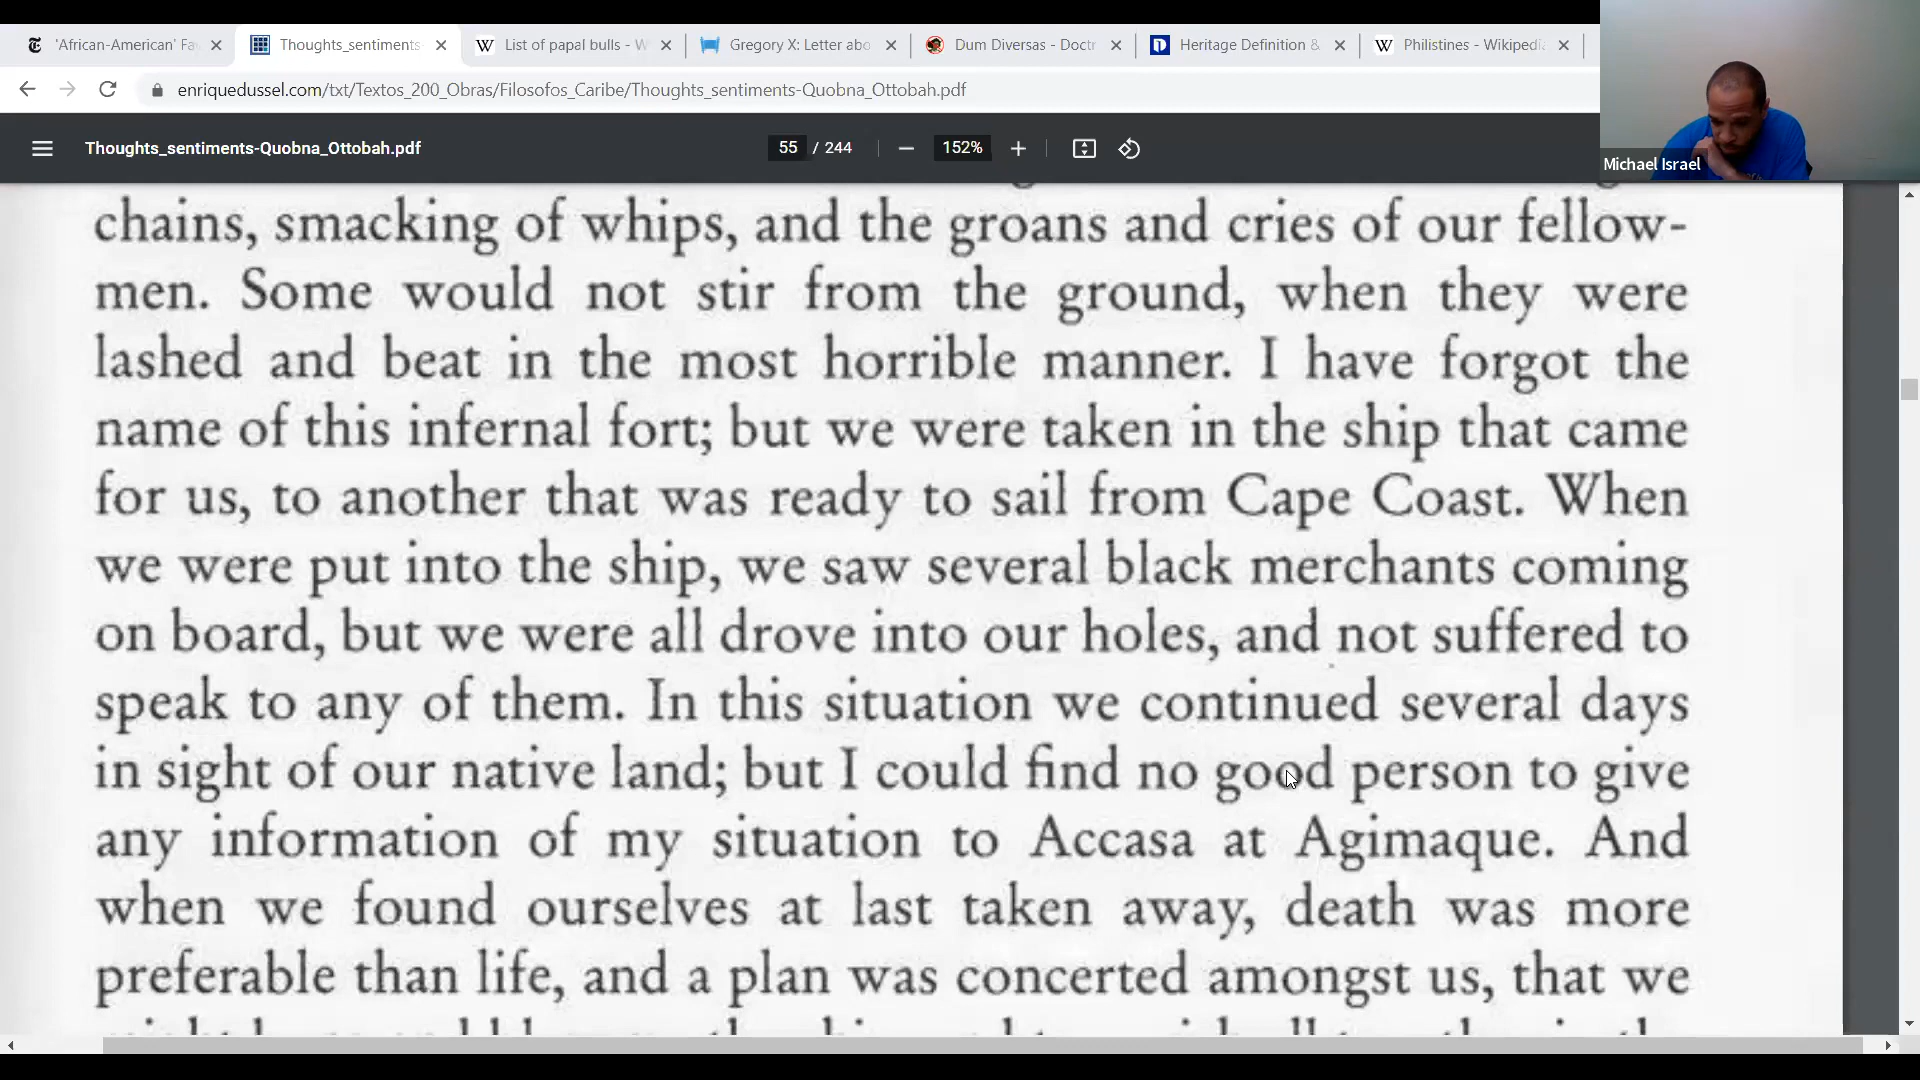 'African-American' Fa
Thoughts_sentiments
List of papal bulls - W
Gregory X: Letter abo
Dum Diversas - Doctr
Heritage Definition &
Philistines - Wikipedia
enriquedussel.com/txt/Textos_200_Obras/Filosofos_Caribe/Thoughts_sentiments-Quobna_Ottobah.pdf
Thoughts_sentiments-Quobna_Ottobah.pdf
55 / 244
152%
Michael Israel
chains, smacking of whips, and the groans and cries of our fellow-
men. Some would not stir from the ground, when they were
lashed and beat in the most horrible manner. I have forgot the
name of this infernal fort; but we were taken in the ship that came
for us, to another that was ready to sail from Cape Coast. When
we were put into the ship, we saw several black merchants coming
on board, but we were all drove into our holes, and not suffered to
speak to any of them. In this situation we continued several days
in sight of our native land; but I could find no good person to give
any information of my situation to Accasa at Agimaque. And
when we found ourselves at last taken away, death was more
preferable than life, and a plan was concerted amongst us, that we